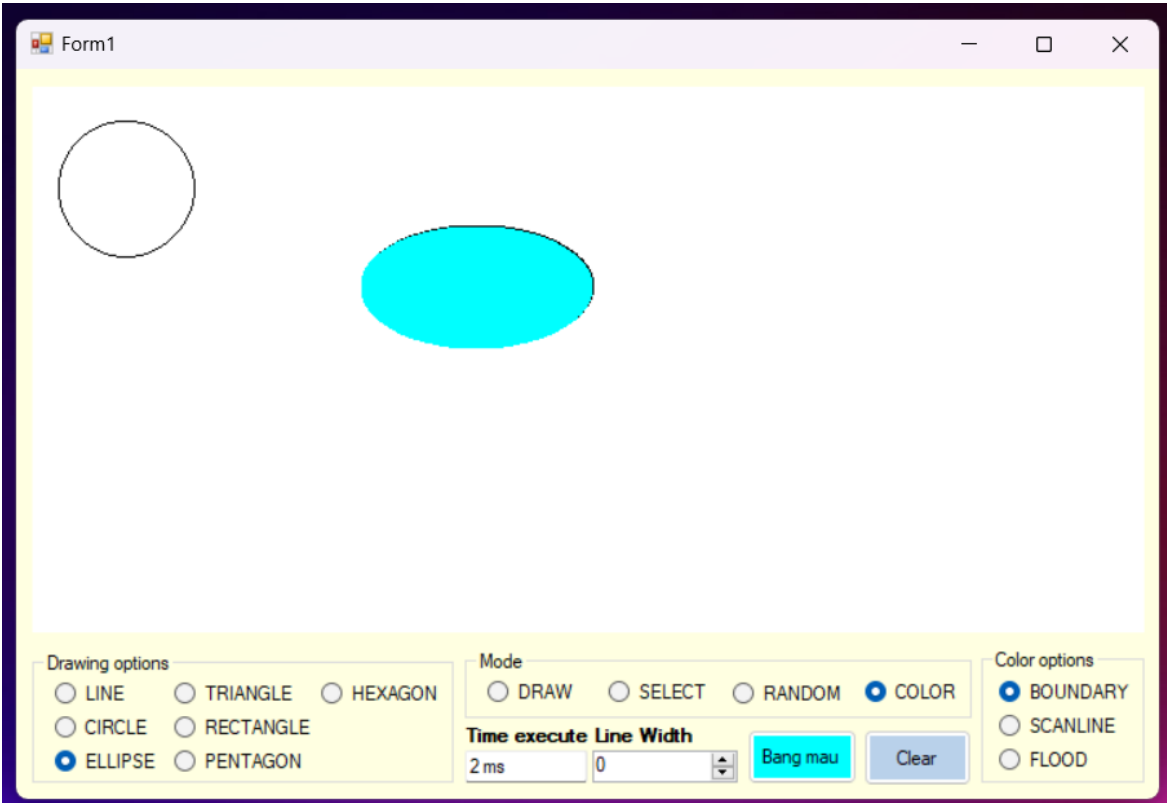 Form1
Drawing options
LINE TRIANGLE HEXAGON
CIRCLE RECTANGLE
ELLIPSE PENTAGON
Mode
DRAW SELECT RANDOM COLOR
Time execute Line Width
2 ms 0
Bang mau Clear
Color options
BOUNDARY
SCANLINE
FLOOD